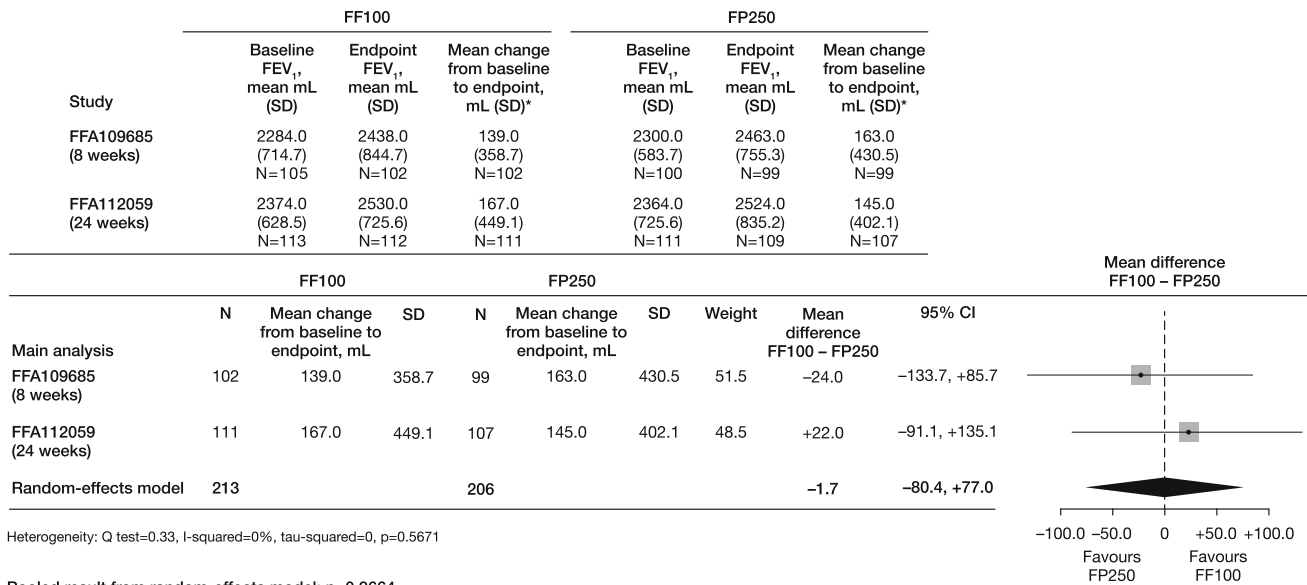 FF100 FP250
Baseline Endpoint Mean change Baseline Endpoint Mean change
FEV1, FEV1, from baseline FEV1, FEV1, from baseline
mean mL mean mL to endpoint, mean mL mean mL to endpoint,
Study (SD) (SD) mL (SD)* (SD) (SD) mL (SD)*
FFA109685 2284.0 2438.0 139.0 2300.0 2463.0 163.0
(8 weeks) (714.7) (844.7) (358.7) (583.7) (755.3) (430.5)
N=105 N=102 N=102 N=100 N=99 N=99
FFA112059 2374.0 2530.0 167.0 2364.0 2524.0 145.0
(24 weeks) (628.5) (725.6) (449.1) (725.6) (835.2) (402.1)
N=113 N=112 N=111 N=111 N=109 N=107
Mean difference
FF100 – FP250
FF100 FP250
N Mean change SD N Mean change SD Weight Mean 95% CI
from baseline to from baseline to difference
Main analysis endpoint, mL endpoint, mL FF100 – FP250
FFA109685 102 139.0 358.7 99 163.0 430.5 51.5 –24.0 –133.7, +85.7
(8 weeks)
FFA112059 111 167.0 449.1 107 145.0 402.1 48.5 +22.0 –91.1, +135.1
(24 weeks)
Random-effects model 213 206 –1.7 –80.4, +77.0
–100.0 –50.0 0 +50.0 +100.0
Favours Favours
FP250 FF100
Heterogeneity: Q test=0.33, I-squared=0%, tau-squared=0, p=0.5671
Pooled result from random-effects model: